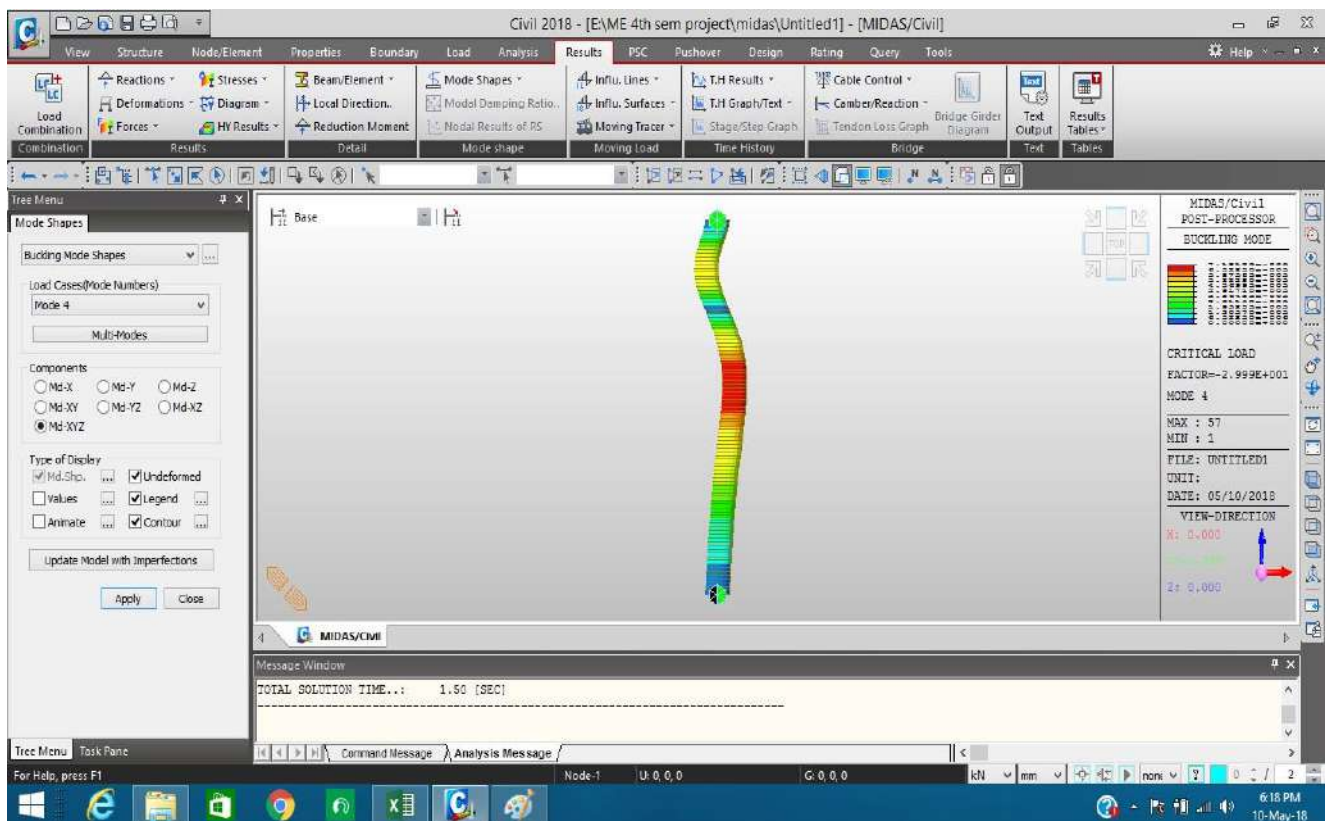 Civil 2018 - [E:\ME 4th sem project\midas\Untitled1] - [MIDAS/Civil]
View Structure Node/Element Properties Boundary Load Analysis Results PSC Pushover Design Rating Query Tools Help
Load Combination
Reactions
Deformations
Forces
Stresses
Diagram
HY Results
Beam/Element
Local Direction..
Reduction Moment
Mode Shapes
Modal Damping Ratio..
Nodal Results of RS
Influ. Lines
Influ. Surfaces
Moving Tracer
T.H Results
T.H Graph/Text
Stage/Step Graph
Cable Control
Camber/Reaction
Tendon Loss Graph
Bridge Girder Diagram
Text Output
Results Tables
Combination Results Detail Mode shape Moving Load Time History Bridge Text Tables
Tree Menu
Mode Shapes
Buckling Mode Shapes
Load Cases(Mode Numbers)
Mode 4
Multi-Modes
Components
Md-X Md-Y Md-Z
Md-XY Md-YZ Md-XZ
Md-XYZ
Type of Display
Md.Shp. Undeformed
Values Legend
Animate Contour
Update Model with Imperfections
Apply Close
Base
TOP
MIDAS/Civil
POST-PROCESSOR
BUCKLING MODE
CRITICAL LOAD
FACTOR=-2.999E+001
MODE 4
MAX : 57
MIN : 1
FILE: UNTITLED1
UNIT:
DATE: 05/10/2018
VIEW-DIRECTION
X: 0.000
Z: 0.000
MIDAS/CIVIL
Message Window
TOTAL SOLUTION TIME..: 1.50 [SEC]
Tree Menu Task Pane
Command Message Analysis Message
For Help, press F1 Node-1 U: 0, 0, 0 G: 0, 0, 0 kN mm non 0 / 2
6:18 PM
10-May-18